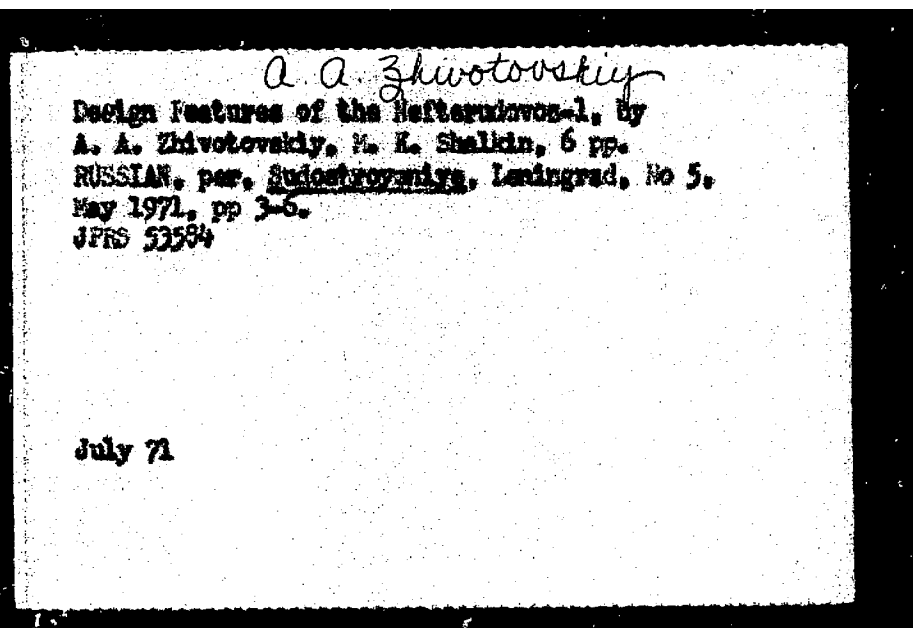 A. A. Zhivotovskiy
Design Features of the Nefterudovoz-1, By
A. A. Zhivotovskiy, M. K. Shalkin, 6 pp.
RUSSIAN, per, Sudostroyeniye, Leningrad, No 5,
May 1971, pp 3-6.
JPRS 53584
July 71